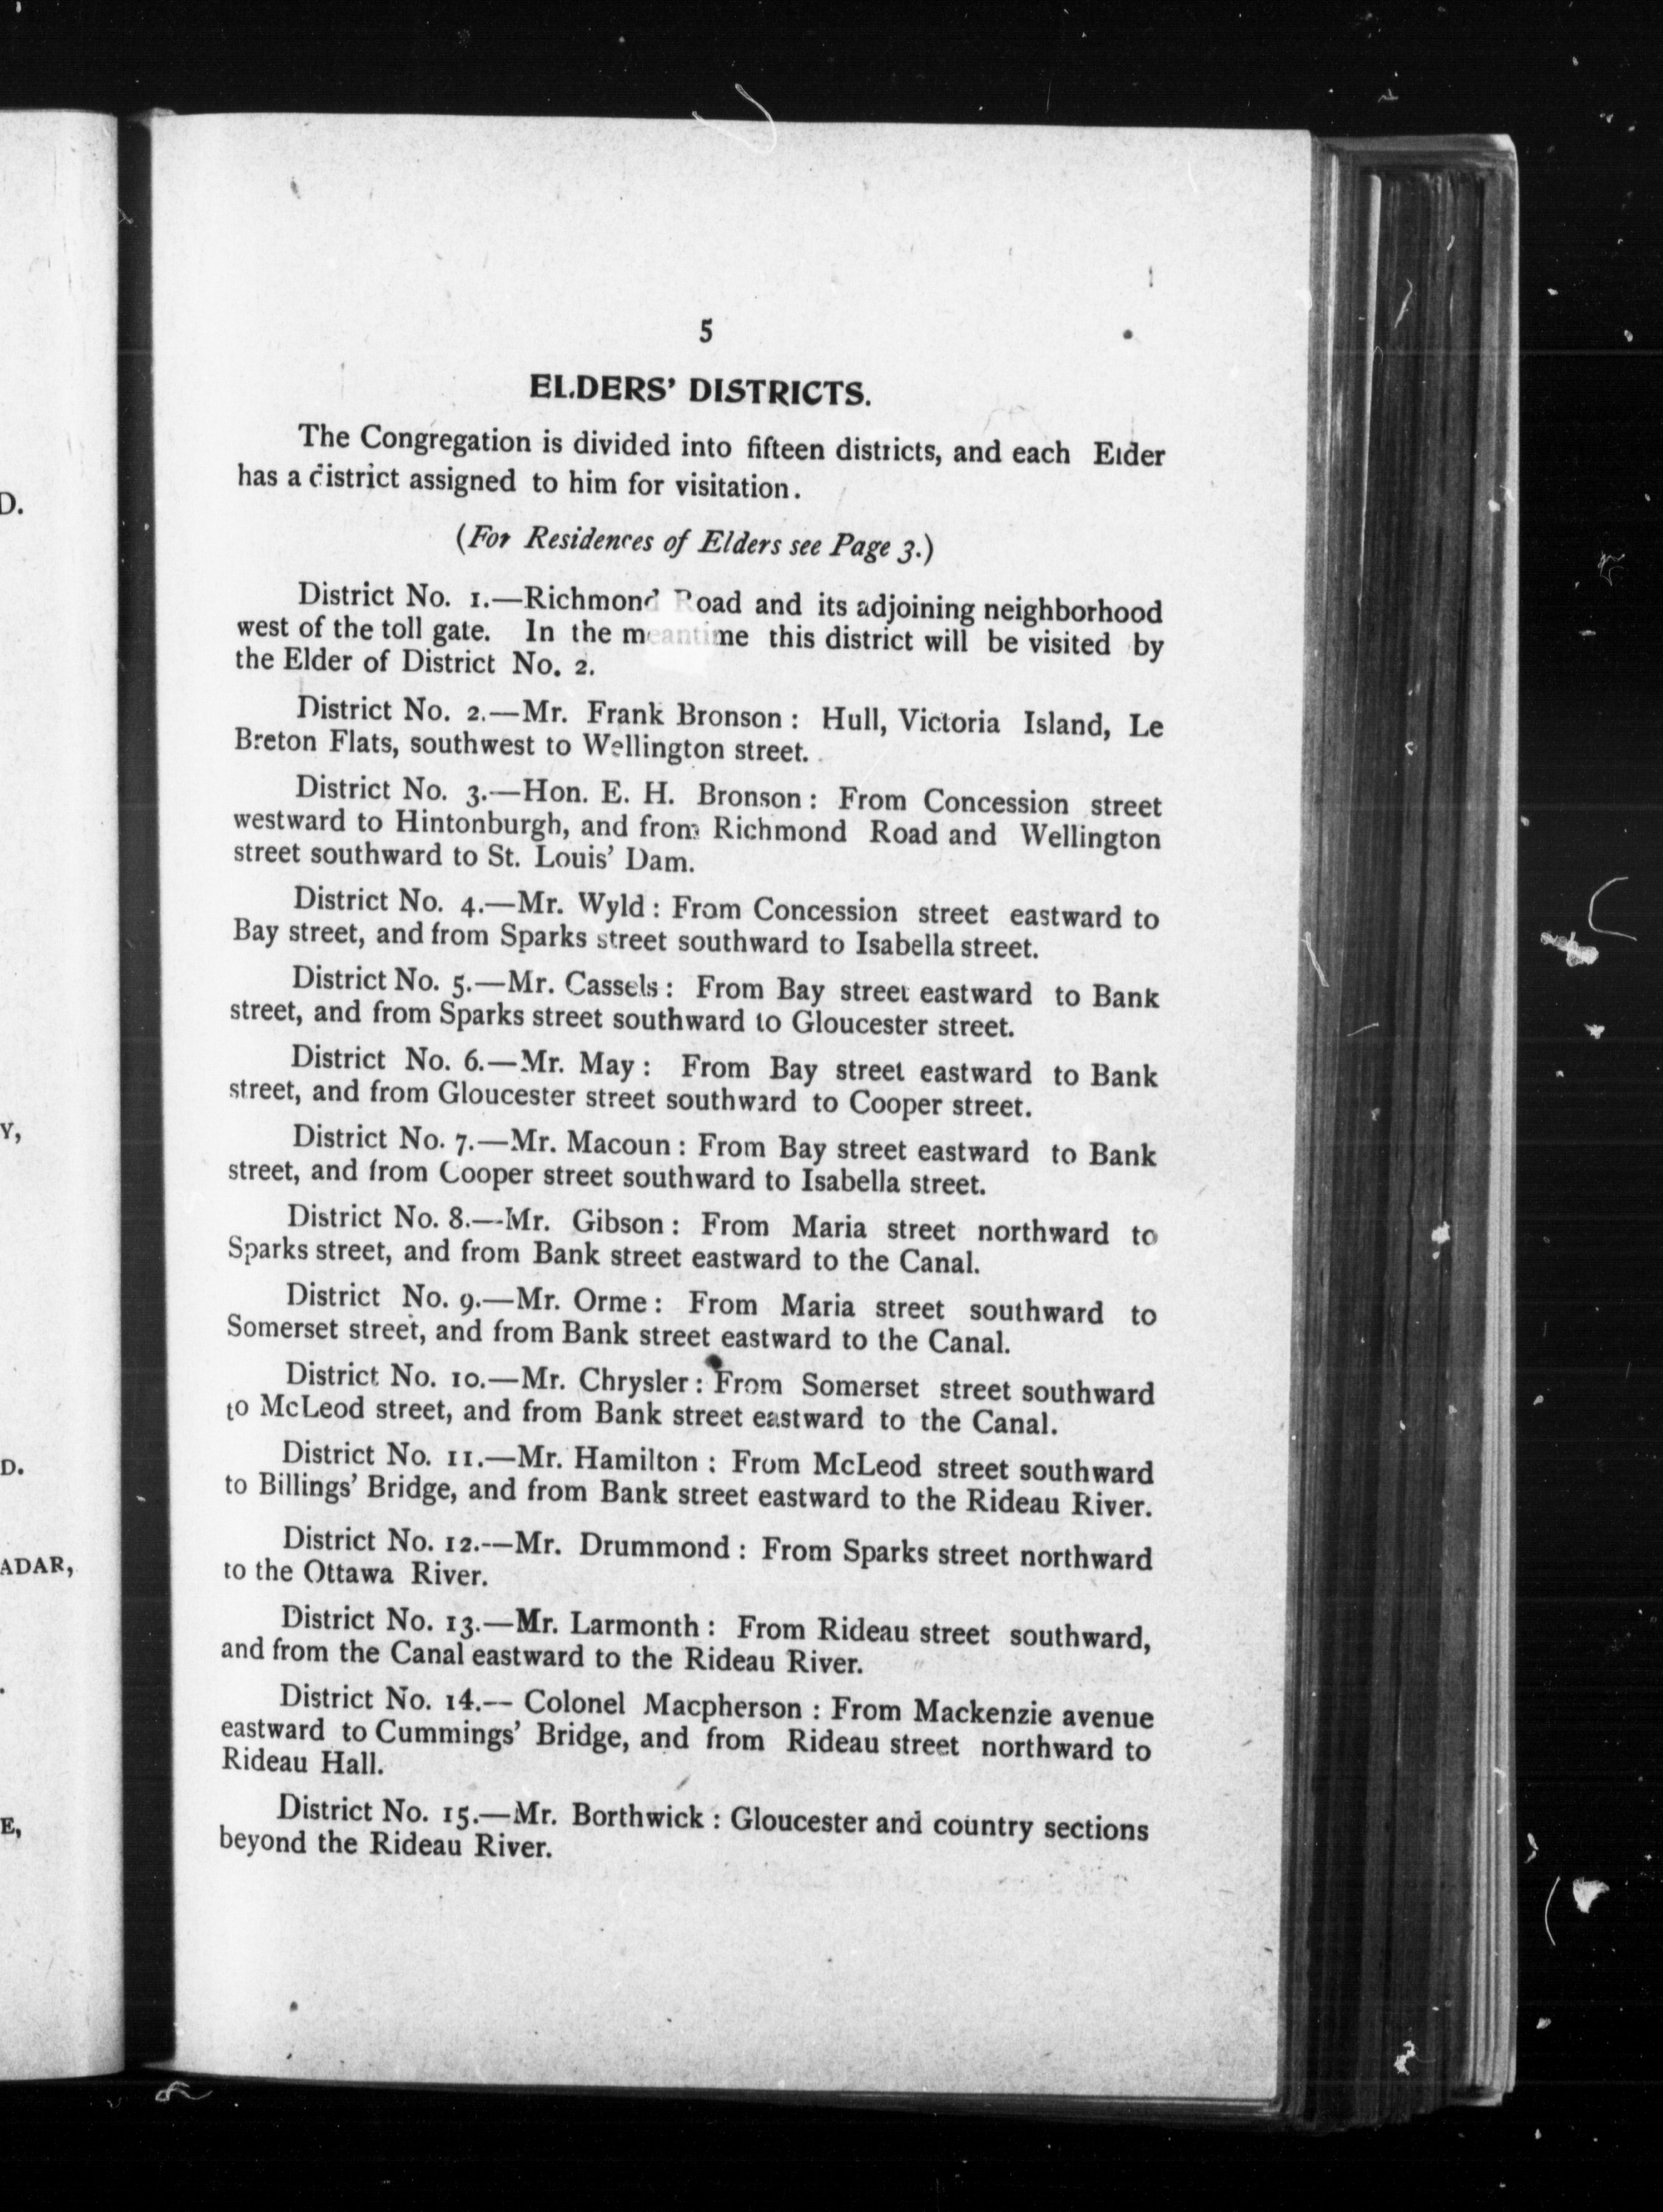 5
ELDERS' DISTRICTS.
The Congregation is divided into fifteen districts, and each Elder
has a district assigned to him for visitation.
(For Residences of Elders see Page 3.)
District No. 1.—Richmond Road and its adjoining neighborhood
west of the toll gate. In the meantime this district will be visited by
the Elder of District No. 2.
District No. 2.—Mr. Frank Bronson : Hull, Victoria Island, Le
Breton Flats, southwest to Wellington street.
District No. 3.—Hon. E. H. Bronson : From Concession street
westward to Hintonburgh, and from Richmond Road and Wellington
street southward to St. Louis' Dam.
District No. 4.—Mr. Wyld : From Concession street eastward to
Bay street, and from Sparks street southward to Isabella street.
District No. 5.—Mr. Cassels : From Bay street eastward to Bank
street, and from Sparks street southward to Gloucester street.
District No. 6.—Mr. May : From Bay street eastward to Bank
street, and from Gloucester street southward to Cooper street.
District No. 7.—Mr. Macoun : From Bay street eastward to Bank
street, and from Cooper street southward to Isabella street.
District No. 8.—Mr. Gibson : From Maria street northward to
Sparks street, and from Bank street eastward to the Canal.
District No. 9.—Mr. Orme : From Maria street southward to
Somerset street, and from Bank street eastward to the Canal.
District No. 10.—Mr. Chrysler : From Somerset street southward
to McLeod street, and from Bank street eastward to the Canal.
District No. 11.—Mr. Hamilton : From McLeod street southward
to Billings' Bridge, and from Bank street eastward to the Rideau River.
District No. 12.—Mr. Drummond : From Sparks street northward
to the Ottawa River.
District No. 13.—Mr. Larmonth : From Rideau street southward,
and from the Canal eastward to the Rideau River.
District No. 14.— Colonel Macpherson : From Mackenzie avenue
eastward to Cummings' Bridge, and from Rideau street northward to
Rideau Hall.
District No. 15.—Mr. Borthwick : Gloucester and country sections
beyond the Rideau River.
D.
Y,
D.
ADAR,
E,